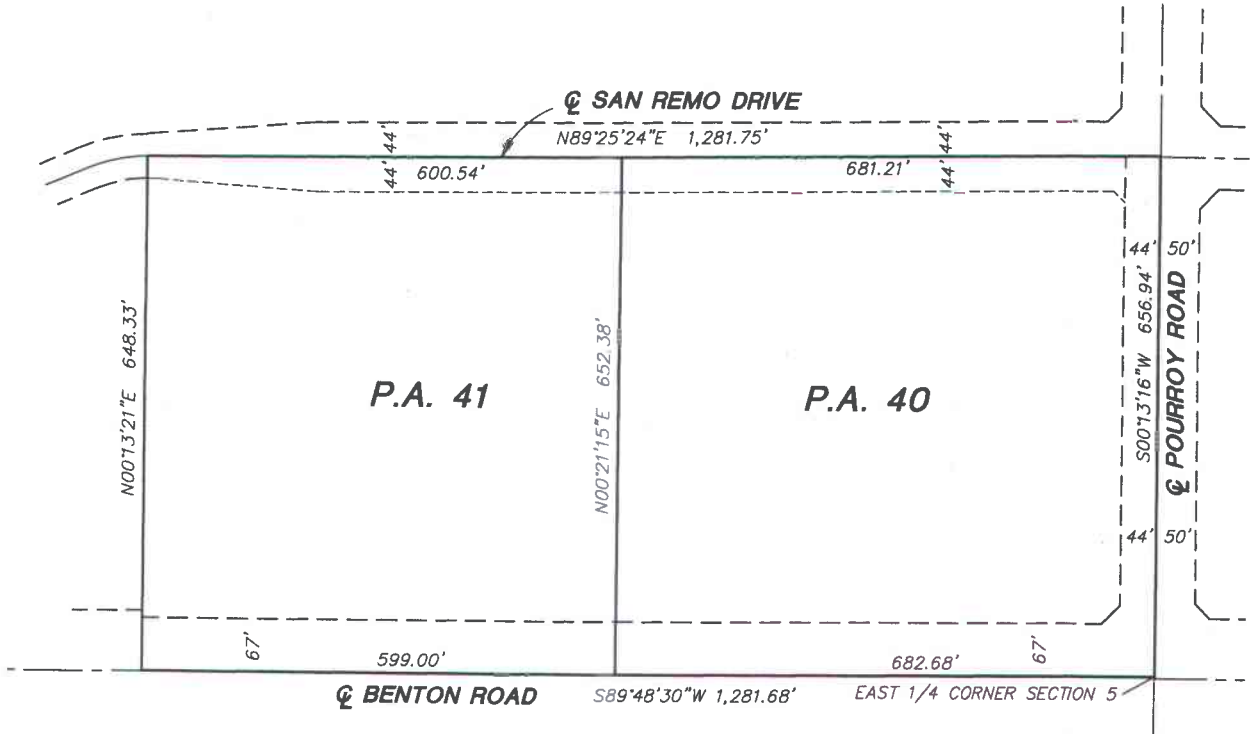 ℄ SAN REMO DRIVE
N89°25'24"E 1,281.75'
44'
44'
44'
44'
600.54'
681.21'
44' 50'
N00°13'21"E 648.33'
N00°21'15"E 652.38'
S00°13'16"W 656.94'
℄ POURROY ROAD
P.A. 41
P.A. 40
44' 50'
67'
599.00'
682.68'
67'
℄ BENTON ROAD
S89°48'30"W 1,281.68'
EAST 1/4 CORNER SECTION 5